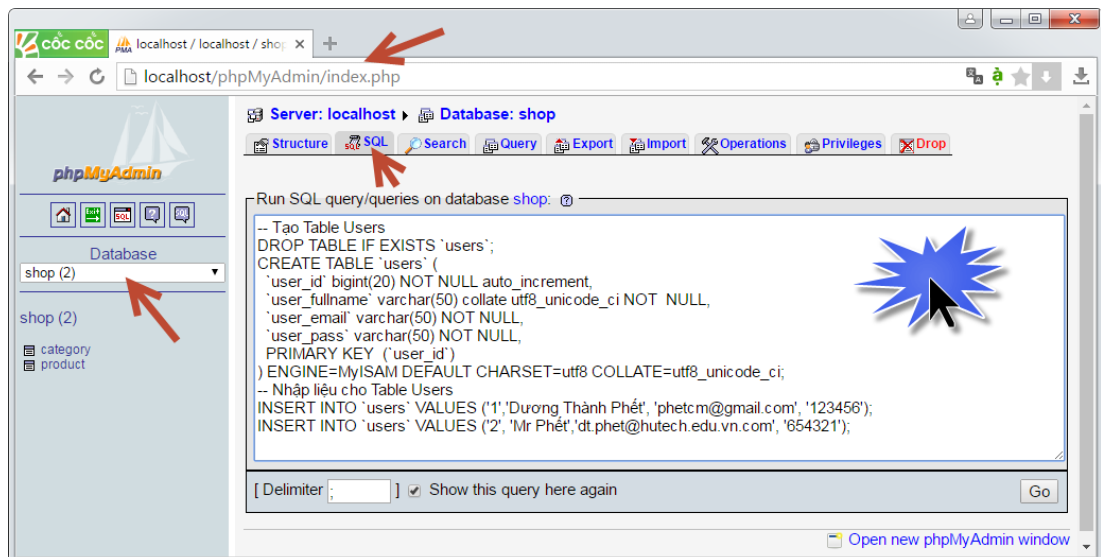 cốc cốc
PMA localhost / localhost / shop
localhost/phpMyAdmin/index.php
phpMyAdmin
Exit SQL ? SQL
Database
shop (2)
shop (2)
category
product
Server: localhost Database: shop
Structure SQL Search Query Export Import Operations Privileges Drop
Run SQL query/queries on database shop:
-- Tạo Table Users
DROP TABLE IF EXISTS `users`;
CREATE TABLE `users` (
`user_id` bigint(20) NOT NULL auto_increment,
`user_fullname` varchar(50) collate utf8_unicode_ci NOT  NULL,
`user_email` varchar(50) NOT NULL,
`user_pass` varchar(50) NOT NULL,
PRIMARY KEY  (`user_id`)
) ENGINE=MyISAM DEFAULT CHARSET=utf8 COLLATE=utf8_unicode_ci;
-- Nhập liệu cho Table Users
INSERT INTO `users` VALUES ('1','Dương Thành Phết', 'phetcm@gmail.com', '123456');
INSERT INTO `users` VALUES ('2', 'Mr Phết','dt.phet@hutech.edu.vn.com', '654321');
[ Delimiter ; ] Show this query here again
Go
Open new phpMyAdmin window